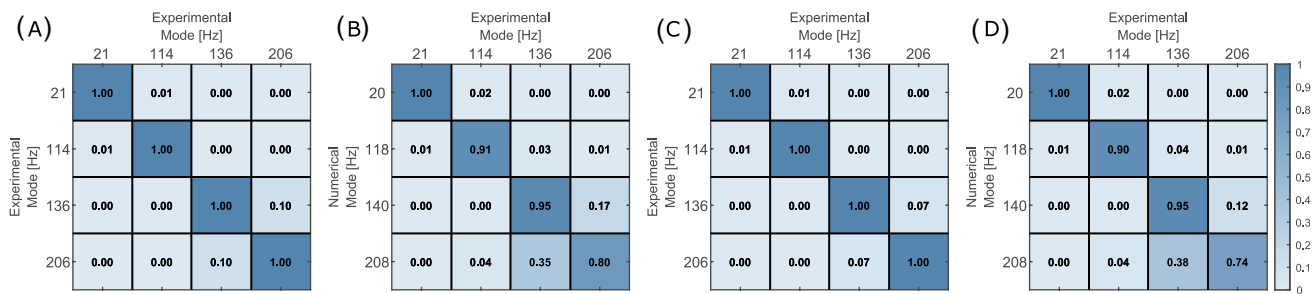 (A)
Experimental
Mode [Hz]
21 114 136 206
Experimental
Mode [Hz]
21 1.00 0.01 0.00 0.00
114 0.01 1.00 0.00 0.00
136 0.00 0.00 1.00 0.10
206 0.00 0.00 0.10 1.00
(B)
Experimental
Mode [Hz]
21 114 136 206
Numerical
Mode [Hz]
20 1.00 0.02 0.00 0.00
118 0.01 0.91 0.03 0.01
140 0.00 0.00 0.95 0.17
208 0.00 0.04 0.35 0.80
(C)
Experimental
Mode [Hz]
21 114 136 206
Experimental
Mode [Hz]
21 1.00 0.01 0.00 0.00
114 0.01 1.00 0.00 0.00
136 0.00 0.00 1.00 0.07
206 0.00 0.00 0.07 1.00
(D)
Experimental
Mode [Hz]
21 114 136 206
Numerical
Mode [Hz]
20 1.00 0.02 0.00 0.00
118 0.01 0.90 0.04 0.01
140 0.00 0.00 0.95 0.12
208 0.00 0.04 0.38 0.74
1
0.9
0.8
0.7
0.6
0.5
0.4
0.3
0.2
0.1
0